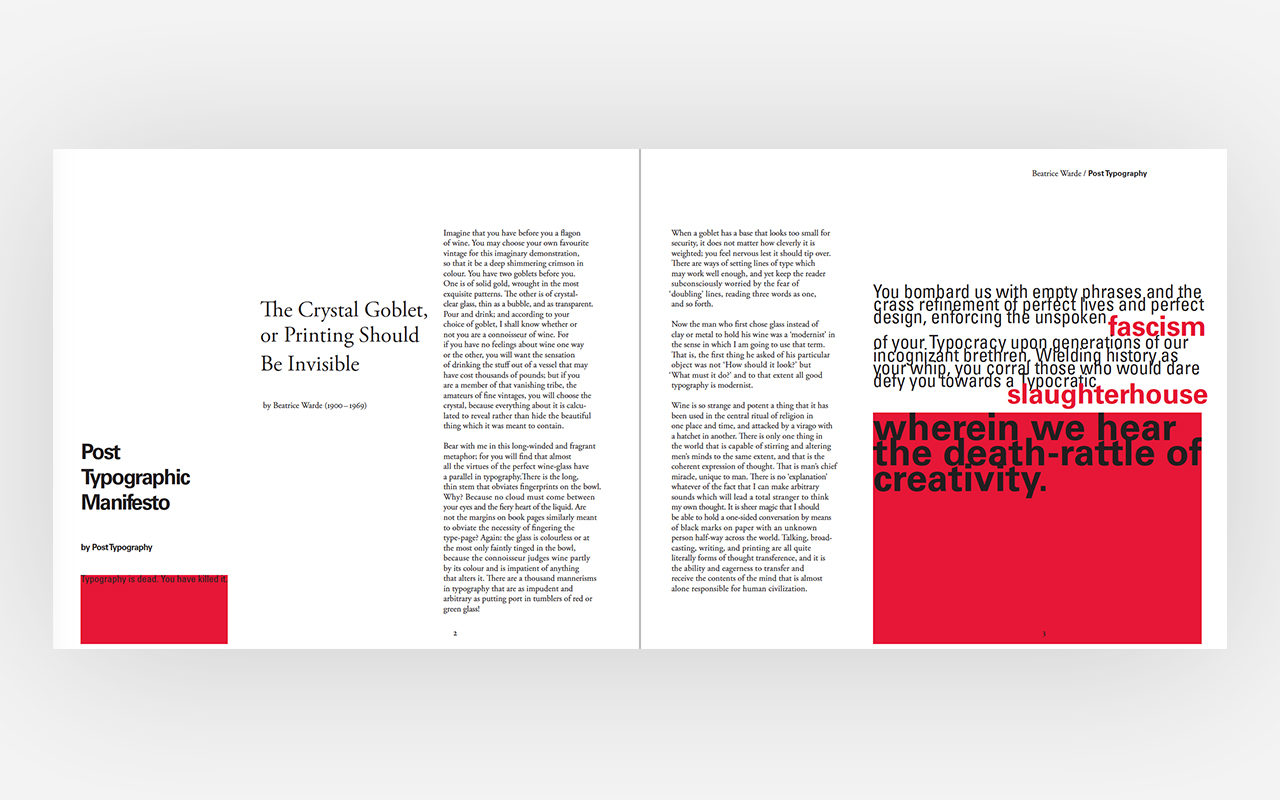 The Crystal Goblet,
or Printing Should
Be Invisible
by Beatrice Warde (1900–1969)
Post
Typographic
Manifesto
by Post Typography
Typography is dead. You have killed it.
Imagine that you have before you a flagon
of wine. You may choose your own favourite
vintage for this imaginary demonstration,
so that it be a deep shimmering crimson in
colour. You have two goblets before you.
One is of solid gold, wrought in the most
exquisite patterns. The other is of crystal-
clear glass, thin as a bubble, and as transparent.
Pour and drink; and according to your
choice of goblet, I shall know whether or
not you are a connoisseur of wine. For
if you have no feelings about wine one way
or the other, you will want the sensation
of drinking the stuff out of a vessel that may
have cost thousands of pounds; but if you
are a member of that vanishing tribe, the
amateurs of fine vintages, you will choose the
crystal, because everything about it is calcu-
lated to reveal rather than hide the beautiful
thing which it was meant to contain.
Bear with me in this long-winded and fragrant
metaphor; for you will find that almost
all the virtues of the perfect wine-glass have
a parallel in typography.There is the long,
thin stem that obviates fingerprints on the bowl.
Why? Because no cloud must come between
your eyes and the fiery heart of the liquid. Are
not the margins on book pages similarly meant
to obviate the necessity of fingering the
type-page? Again: the glass is colourless or at
the most only faintly tinged in the bowl,
because the connoisseur judges wine partly
by its colour and is impatient of anything
that alters it. There are a thousand mannerisms
in typography that are as impudent and
arbitrary as putting port in tumblers of red or
green glass!
2
Beatrice Warde / Post Typography
When a goblet has a base that looks too small for
security, it does not matter how cleverly it is
weighted; you feel nervous lest it should tip over.
There are ways of setting lines of type which
may work well enough, and yet keep the reader
subconsciously worried by the fear of
‘doubling’ lines, reading three words as one,
and so forth.
Now the man who first chose glass instead of
clay or metal to hold his wine was a ‘modernist’ in
the sense in which I am going to use that term.
That is, the first thing he asked of his particular
object was not ‘How should it look?’ but
‘What must it do?’ and to that extent all good
typography is modernist.
Wine is so strange and potent a thing that it has
been used in the central ritual of religion in
one place and time, and attacked by a virago with
a hatchet in another. There is only one thing in
the world that is capable of stirring and altering
men’s minds to the same extent, and that is the
coherent expression of thought. That is man’s chief
miracle, unique to man. There is no ‘explanation’
whatever of the fact that I can make arbitrary
sounds which will lead a total stranger to think
my own thought. It is sheer magic that I should
be able to hold a one-sided conversation by means
of black marks on paper with an unknown
person half-way across the world. Talking, broad-
casting, writing, and printing are all quite
literally forms of thought transference, and it is
the ability and eagerness to transfer and
receive the contents of the mind that is almost
alone responsible for human civilization.
You bombard us with empty phrases and the
crass refinement of perfect lives and perfect
design, enforcing the unspoken
fascism
of your Typocracy upon generations of our
incognizant brethren. Wielding history as
your whip, you corral those who would dare
defy you towards a Typocratic
slaughterhouse
wherein we hear
the death-rattle of
creativity.
3